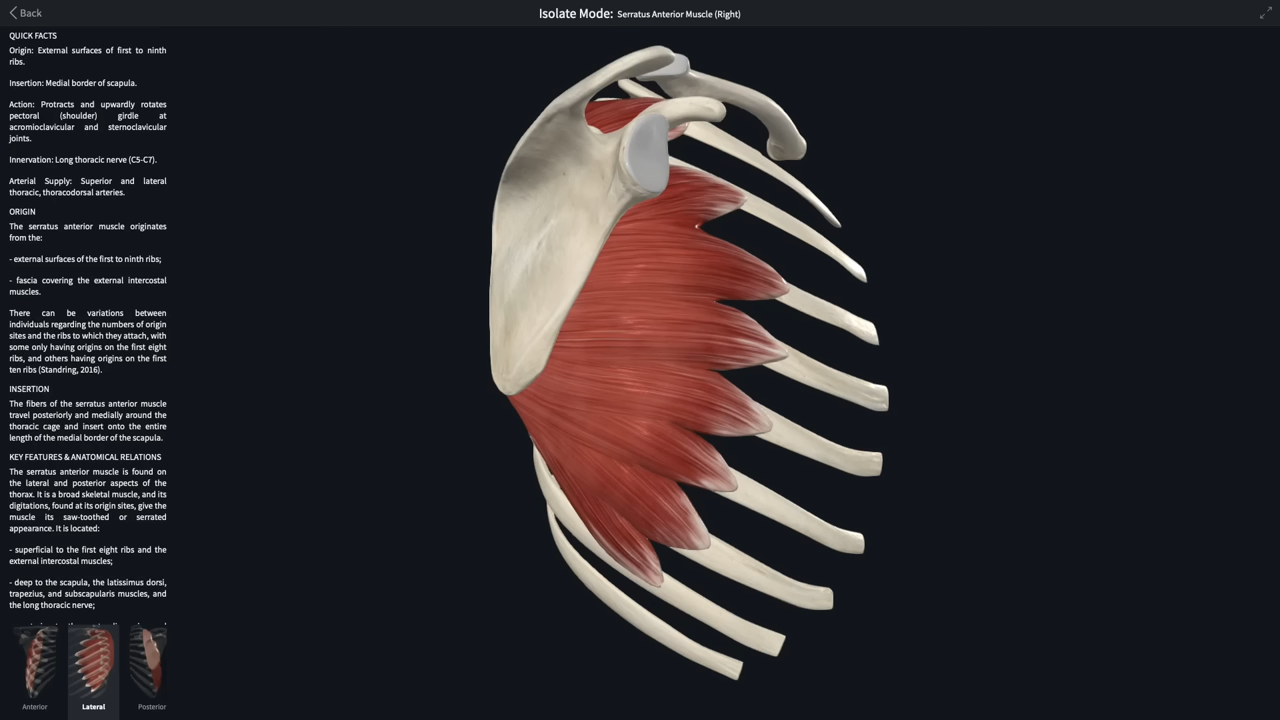 Back
Isolate Mode: Serratus Anterior Muscle (Right)
QUICK FACTS
Origin: External surfaces of first to ninth
ribs.
Insertion: Medial border of scapula.
Action: Protracts and upwardly rotates
pectoral (shoulder) girdle at
acromioclavicular and sternoclavicular
joints.
Innervation: Long thoracic nerve (C5-C7).
Arterial Supply: Superior and lateral
thoracic, thoracodorsal arteries.
ORIGIN
The serratus anterior muscle originates
from the:
- external surfaces of the first to ninth ribs;
- fascia covering the external intercostal
muscles.
There can be variations between
individuals regarding the numbers of origin
sites and the ribs to which they attach, with
some only having origins on the first eight
ribs, and others having origins on the first
ten ribs (Standring, 2016).
INSERTION
The fibers of the serratus anterior muscle
travel posteriorly and medially around the
thoracic cage and insert onto the entire
length of the medial border of the scapula.
KEY FEATURES & ANATOMICAL RELATIONS
The serratus anterior muscle is found on
the lateral and posterior aspects of the
thorax. It is a broad skeletal muscle, and its
digitations, found at its origin sites, give the
muscle its saw-toothed or serrated
appearance. It is located:
- superficial to the first eight ribs and the
external intercostal muscles;
- deep to the scapula, the latissimus dorsi,
trapezius, and subscapularis muscles, and
the long thoracic nerve;
Anterior
Lateral
Posterior